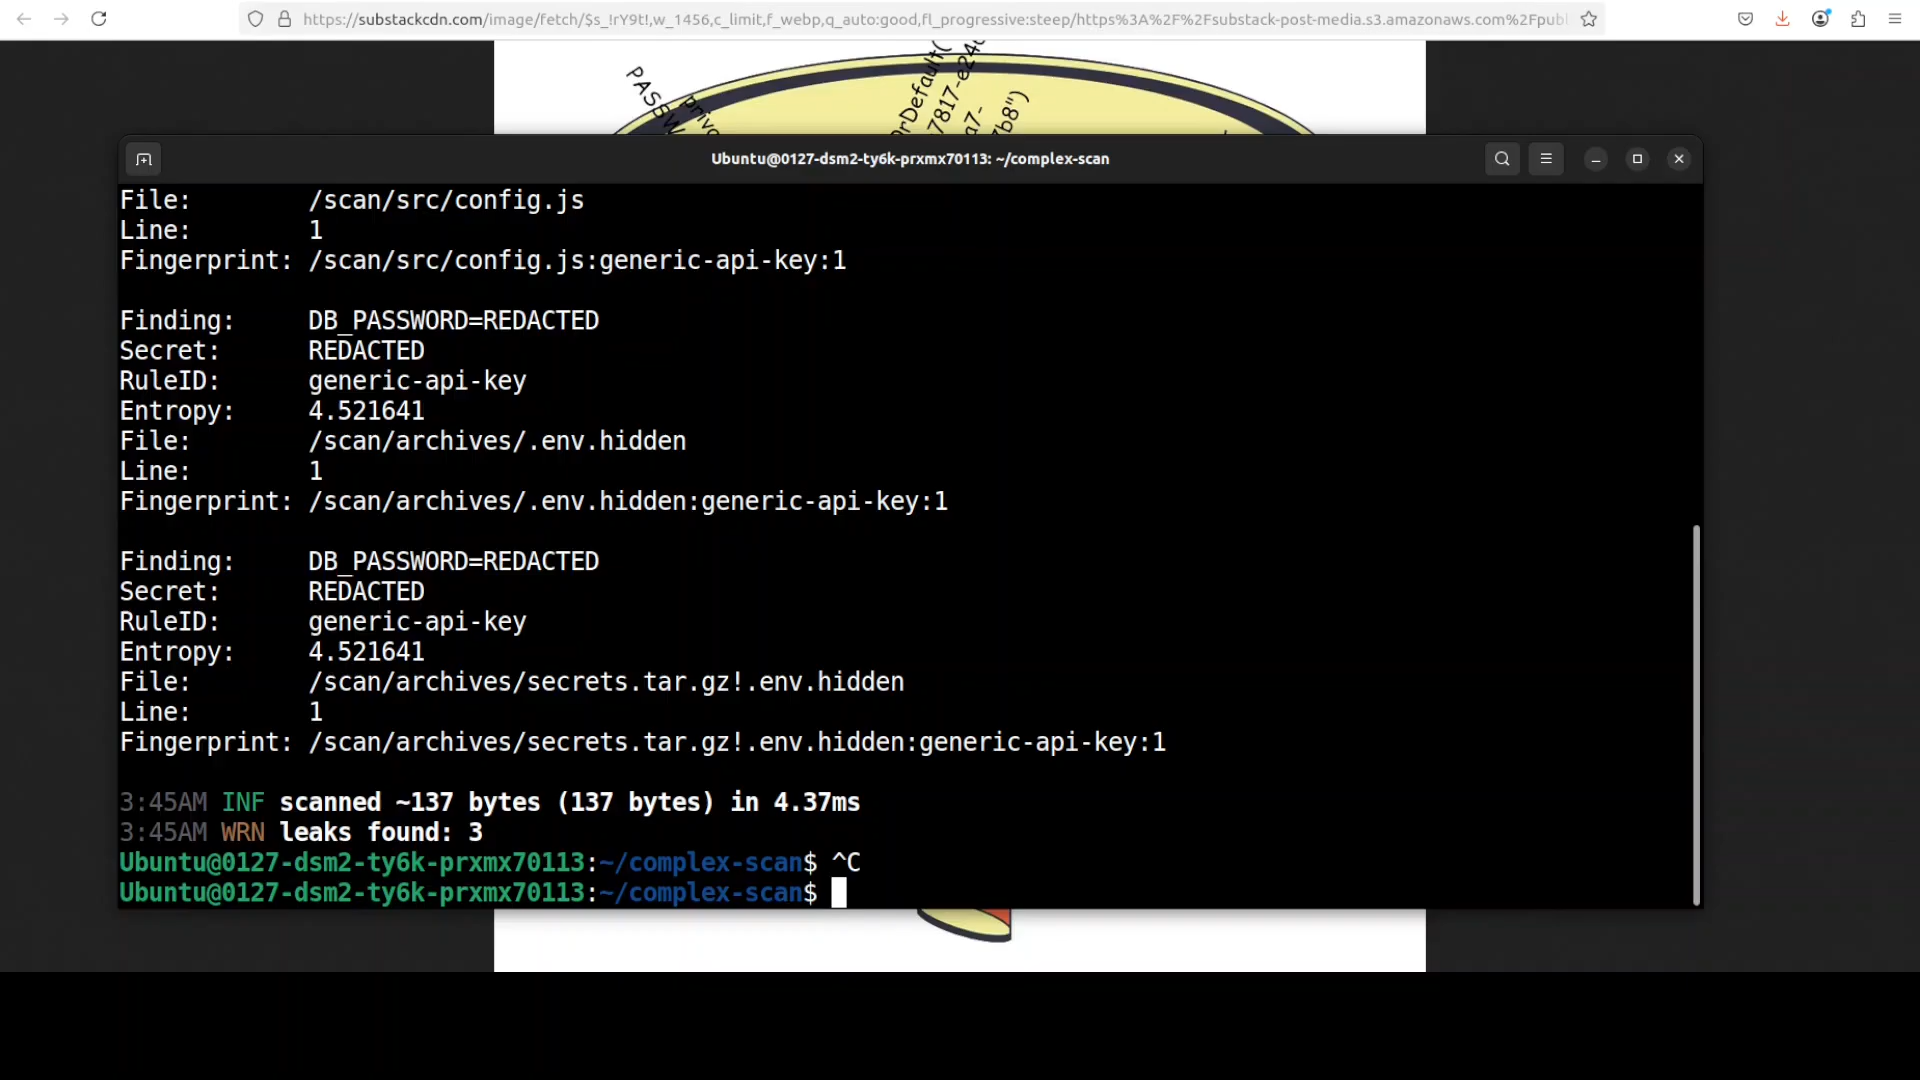 https://substackcdn.com/image/fetch/$s_!rY9t!,w_1456,c_limit,f_webp,q_auto:good,fl_progressive:steep/https%3A%2F%2Fsubstack-post-media.s3.amazonaws.com%2Fpubl
7b8")
Ubuntu@0127-dsm2-ty6k-prxmx70113: ~/complex-scan
File: /scan/src/config.js
Line: 1
Fingerprint: /scan/src/config.js:generic-api-key:1
Finding: DB_PASSWORD=REDACTED
Secret: REDACTED
RuleID: generic-api-key
Entropy: 4.521641
File: /scan/archives/.env.hidden
Line: 1
Fingerprint: /scan/archives/.env.hidden:generic-api-key:1
Finding: DB_PASSWORD=REDACTED
Secret: REDACTED
RuleID: generic-api-key
Entropy: 4.521641
File: /scan/archives/secrets.tar.gz!.env.hidden
Line: 1
Fingerprint: /scan/archives/secrets.tar.gz!.env.hidden:generic-api-key:1
3:45AM INF scanned ~137 bytes (137 bytes) in 4.37ms
3:45AM WRN leaks found: 3
Ubuntu@0127-dsm2-ty6k-prxmx70113:~/complex-scan$ ^C
Ubuntu@0127-dsm2-ty6k-prxmx70113:~/complex-scan$